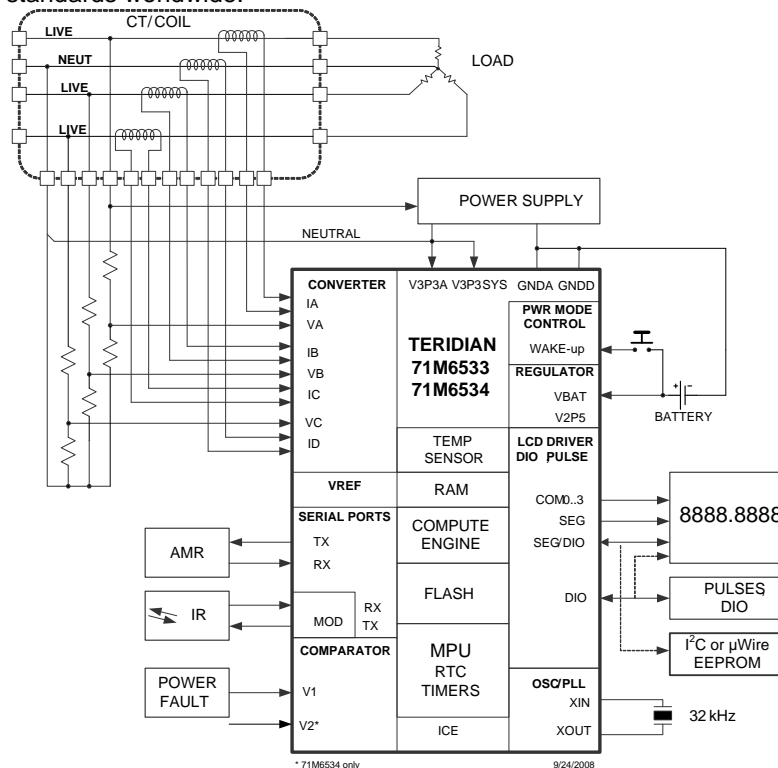 standards worldwide.
CT/COIL
LIVE
NEUT
LIVE
LIVE
LOAD
POWER SUPPLY
NEUTRAL
CONVERTER
IA
VA
IB
VB
IC
VC
ID
V3P3A V3P3SYS
GNDA GNDD
PWR MODE
CONTROL
WAKE-up
TERIDIAN
71M6533
71M6534
REGULATOR
VBAT
V2P5
+ -
BATTERY
TEMP
SENSOR
LCD DRIVER
DIO PULSE
VREF
RAM
COM0..3
SEG
SEG/DIO
DIO
8888.8888
SERIAL PORTS
TX
RX
AMR
COMPUTE
ENGINE
IR
MOD
RX
TX
FLASH
PULSES,
DIO
I2C or µWire
EEPROM
COMPARATOR
V1
V2*
POWER
FAULT
MPU
RTC
TIMERS
ICE
OSC/PLL
XIN
XOUT
32 kHz
* 71M6534 only
9/24/2008